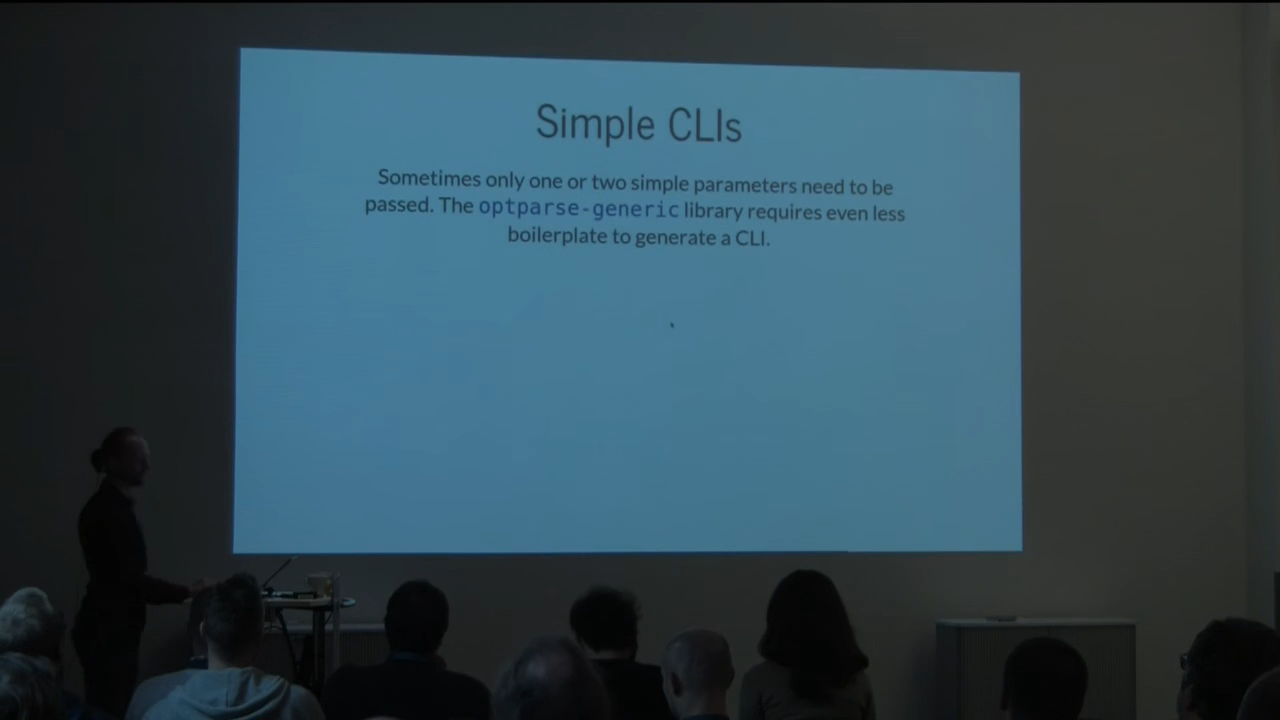 Simple CLIs
Sometimes only one or two simple parameters need to be
passed. The optparse-generic library requires even less
boilerplate to generate a CLI.